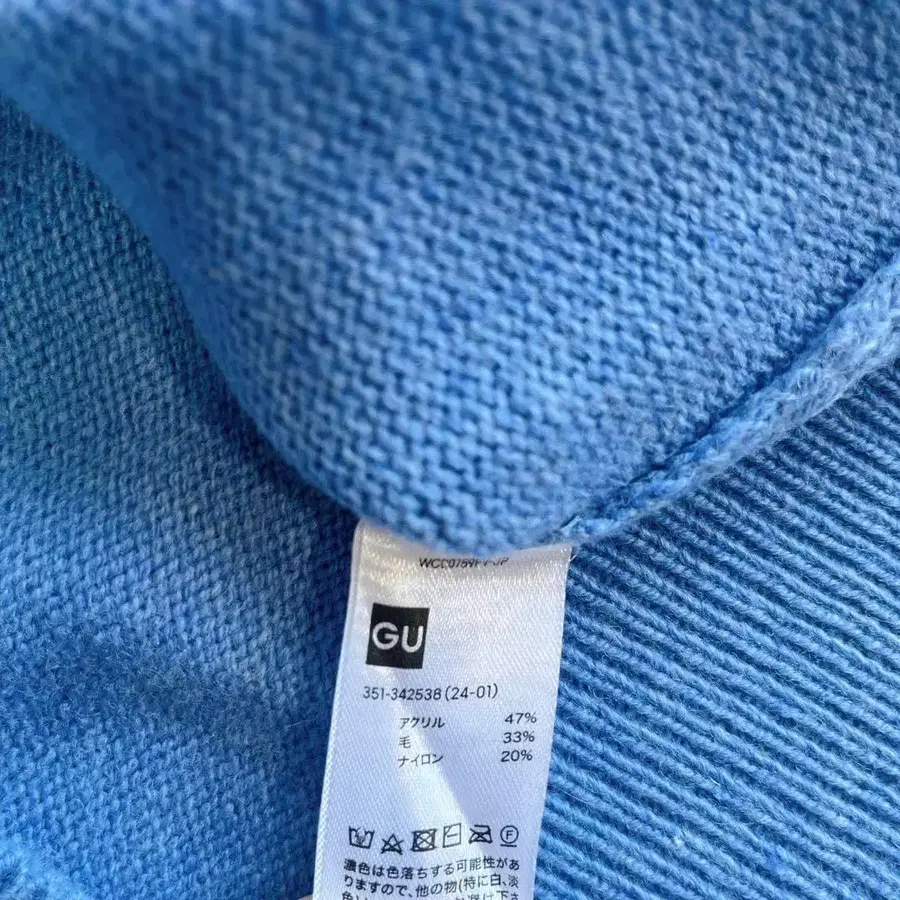 GU
351-342538 (24-01)
アクリル 47%
毛 33%
ナイロン 20%
F
濃色は色落ちする可能性があ
りますので、他の物(特に白、淡